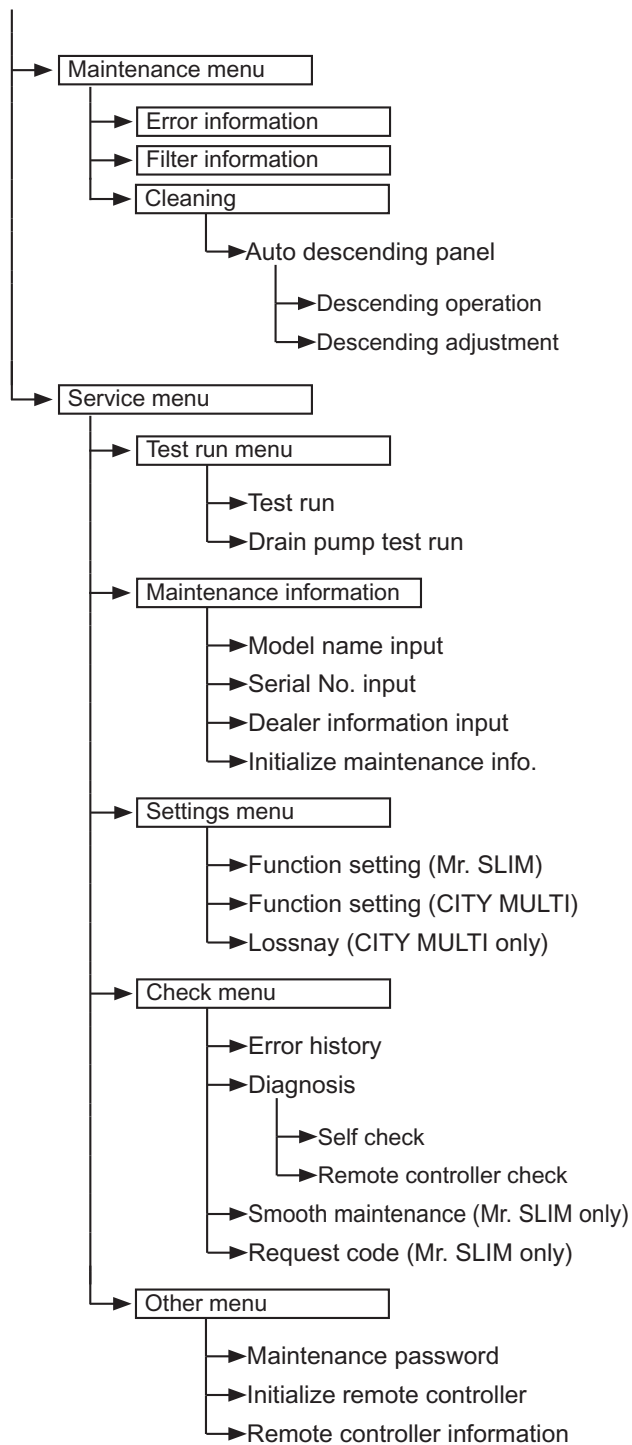 Maintenance menu
Error information
Filter information
Cleaning
Auto descending panel
Descending operation
Descending adjustment
Service menu
Test run menu
Test run
Drain pump test run
Maintenance information
Model name input
Serial No. input
Dealer information input
Initialize maintenance info.
Settings menu
Function setting (Mr. SLIM)
Function setting (CITY MULTI)
Lossnay (CITY MULTI only)
Check menu
Error history
Diagnosis
Self check
Remote controller check
Smooth maintenance (Mr. SLIM only)
Request code (Mr. SLIM only)
Other menu
Maintenance password
Initialize remote controller
Remote controller information